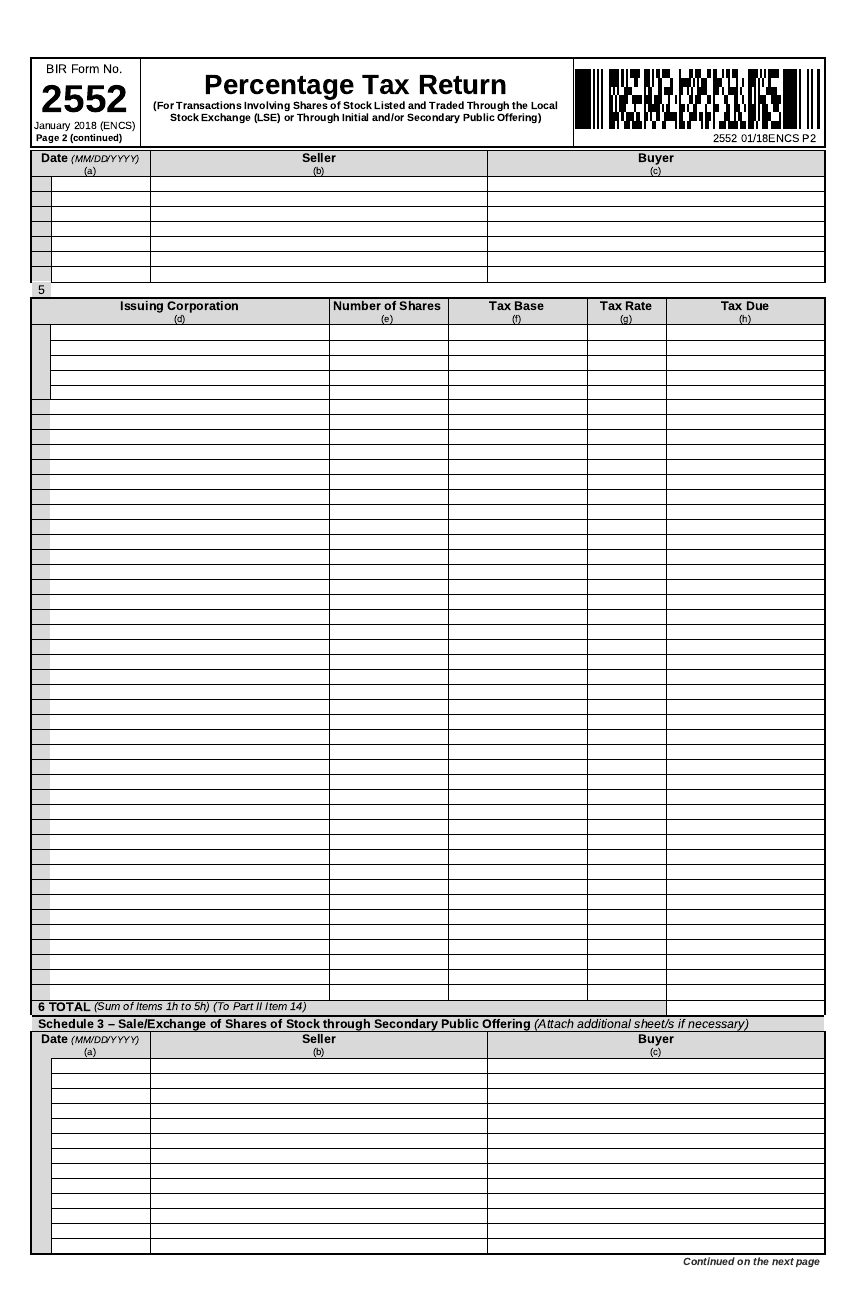 BIR Form No.
2552
January 2018 (ENCS)
Page 2 (continued)
Percentage Tax Return
(For Transactions Involving Shares of Stock Listed and Traded Through the Local
Stock Exchange (LSE) or Through Initial and/or Secondary Public Offering)
2552 01/18ENCS P2
Date (MM/DD/YYYY) Seller Buyer
(a) (b) (c)
5
Issuing Corporation Number of Shares Tax Base Tax Rate Tax Due
(d) (e) (f) (g) (h)
6 TOTAL (Sum of Items 1h to 5h) (To Part II Item 14)
Schedule 3 – Sale/Exchange of Shares of Stock through Secondary Public Offering (Attach additional sheet/s if necessary)
Date (MM/DD/YYYY) Seller Buyer
(a) (b) (c)
Continued on the next page